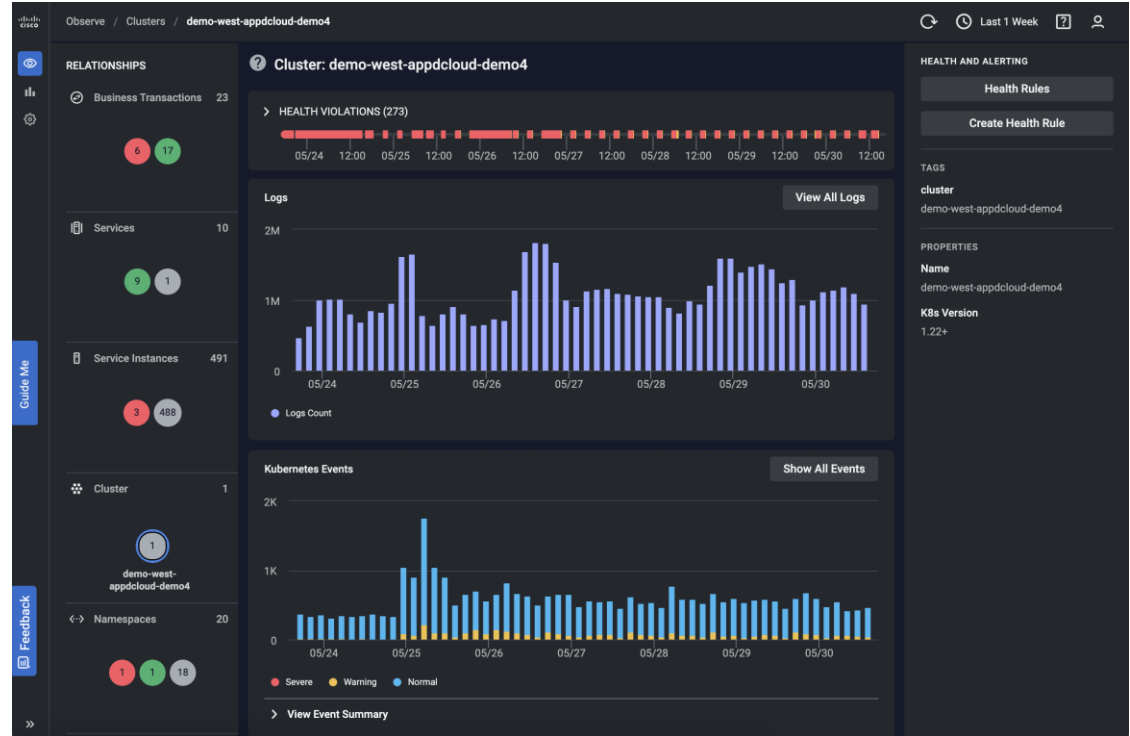 cisco
Observe / Clusters / demo-west-appdcloud-demo4
Last 1 Week
?
RELATIONSHIPS
Business Transactions 23
6 17
Services 10
9 1
Service Instances 491
3 488
Cluster 1
1
demo-west-
appdcloud-demo4
Namespaces 20
1 1 18
Guide Me
Feedback
»
? Cluster: demo-west-appdcloud-demo4
> HEALTH VIOLATIONS (273)
05/24 12:00 05/25 12:00 05/26 12:00 05/27 12:00 05/28 12:00 05/29 12:00 05/30 12:00
Logs
View All Logs
2M
1M
0
05/24 05/25 05/26 05/27 05/28 05/29 05/30
Logs Count
Kubernetes Events
Show All Events
2K
1K
0
05/24 05/25 05/26 05/27 05/28 05/29 05/30
Severe Warning Normal
> View Event Summary
HEALTH AND ALERTING
Health Rules
Create Health Rule
TAGS
cluster
demo-west-appdcloud-demo4
PROPERTIES
Name
demo-west-appdcloud-demo4
K8s Version
1.22+